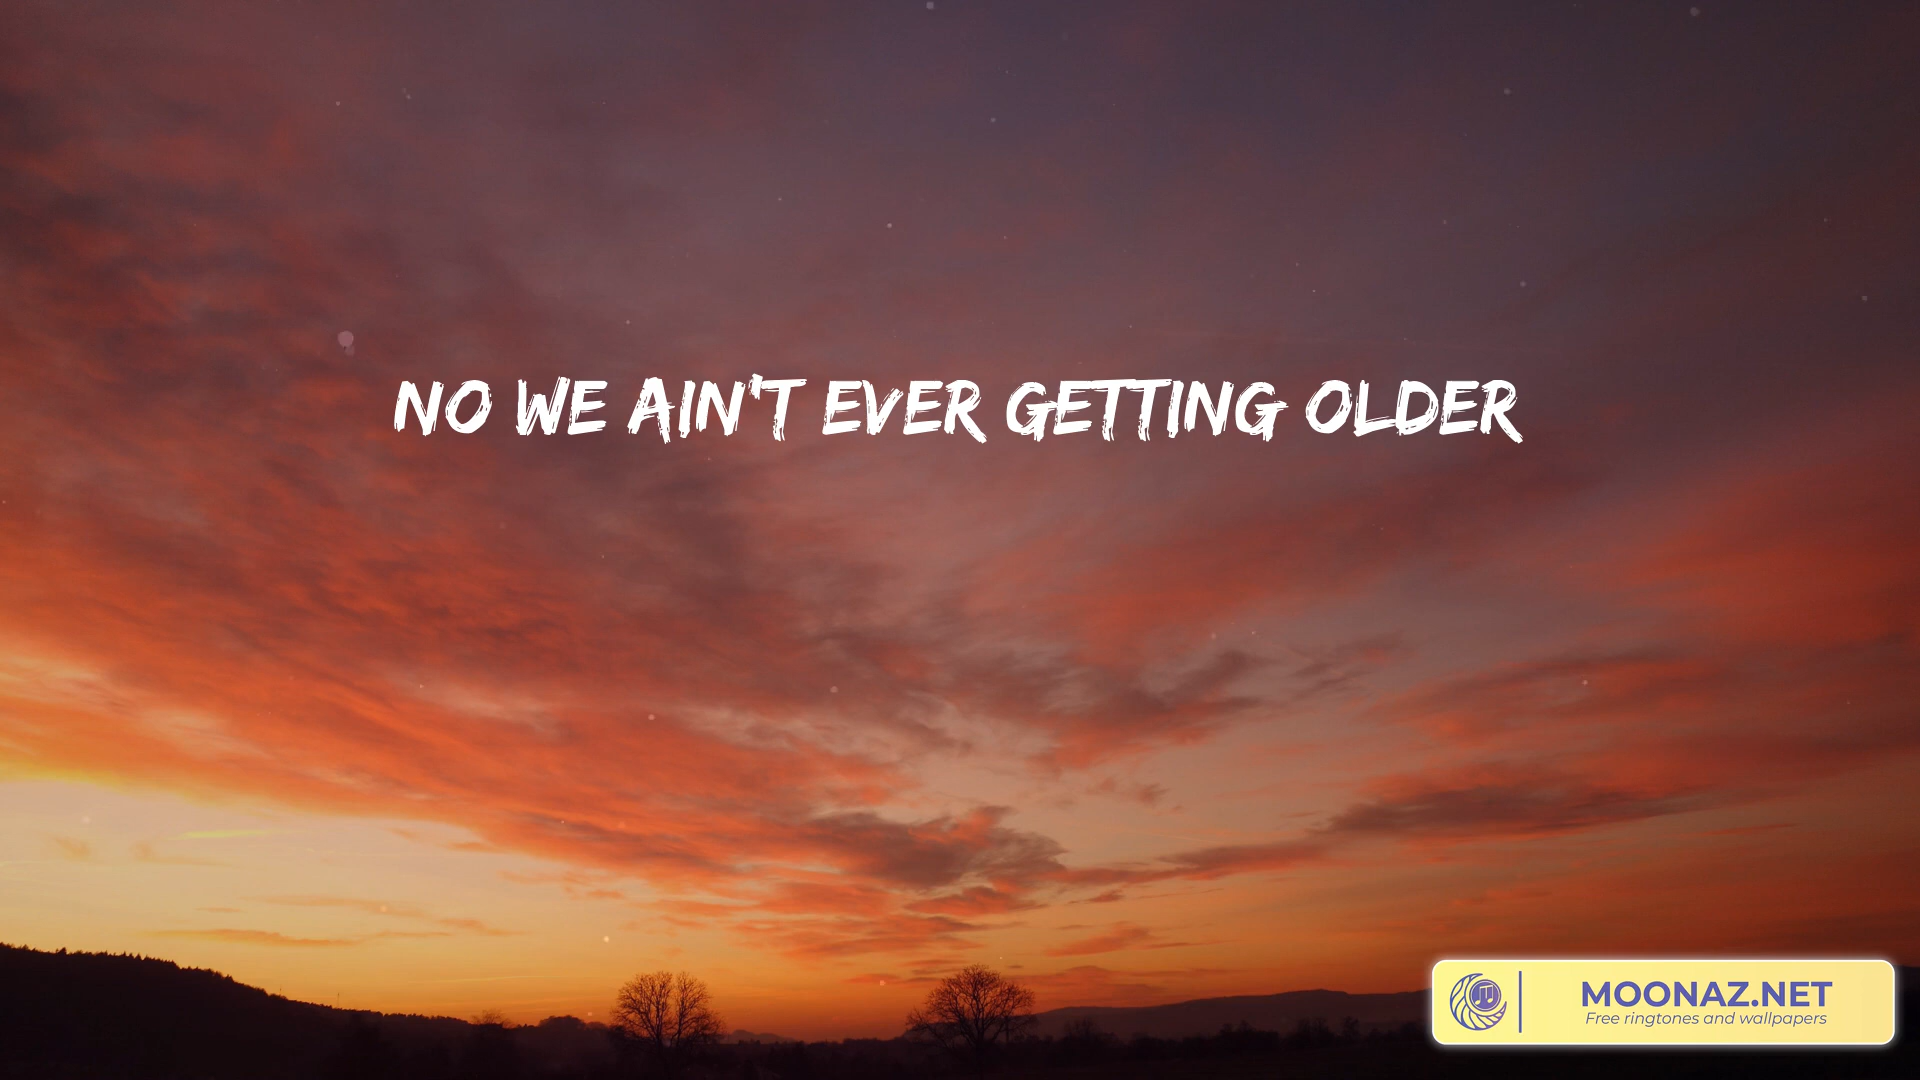 NO WE AIN'T EVER GETTING OLDER
MOONAZ.NET
Free ringtones and wallpapers